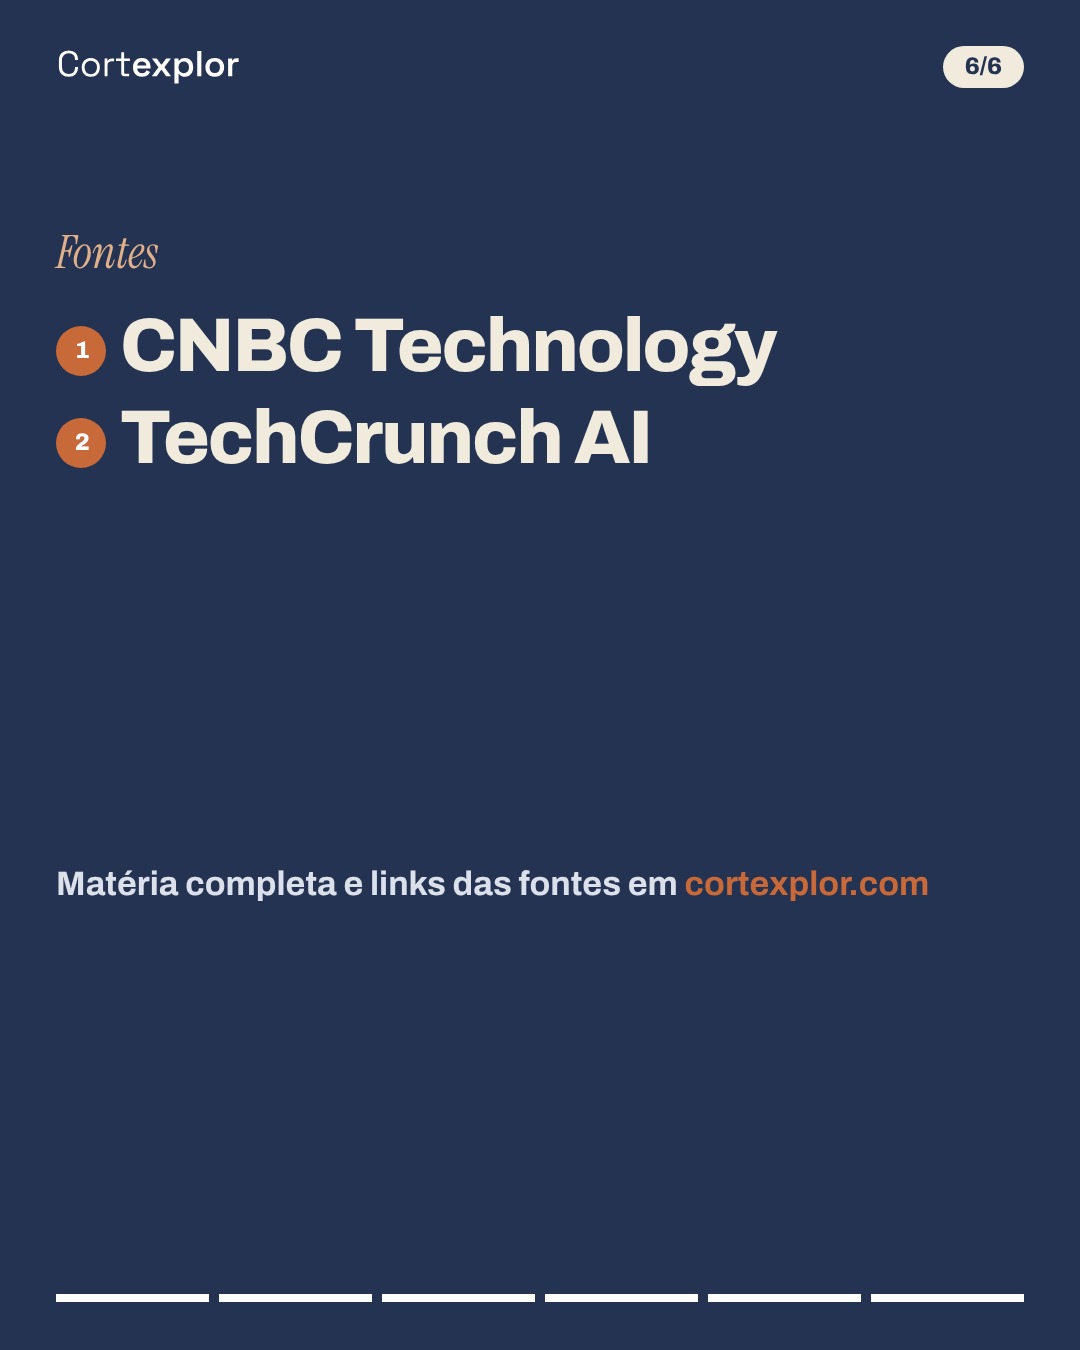 Cortexplor
6/6
Fontes
1 CNBC Technology
2 TechCrunch AI
Matéria completa e links das fontes em cortexplor.com